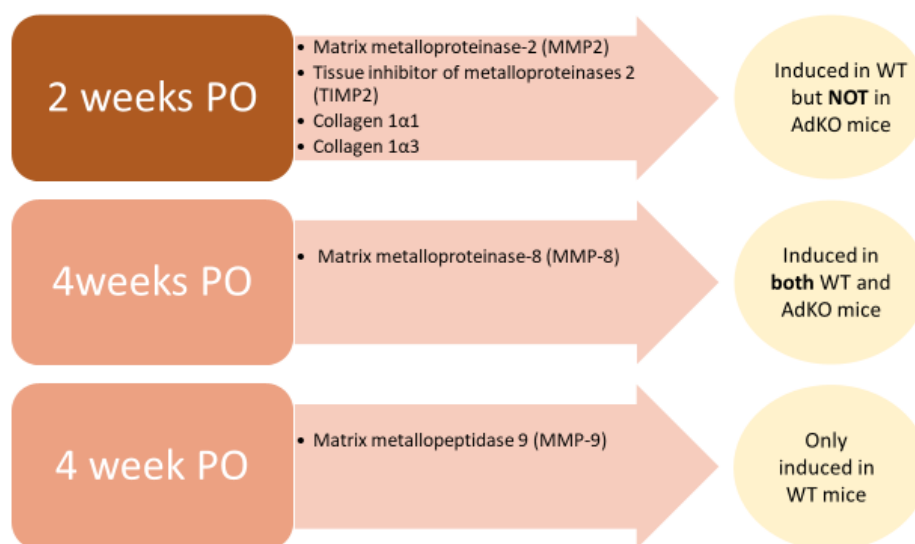 2 weeks PO
• Matrix metalloproteinase-2 (MMP2)
• Tissue inhibitor of metalloproteinases 2
(TIMP2)
• Collagen 1α1
• Collagen 1α3
Induced in WT
but NOT in
AdKO mice
4weeks PO
• Matrix metalloproteinase-8 (MMP-8)
Induced in
both WT and
AdKO mice
4 week PO
• Matrix metallopeptidase 9 (MMP-9)
Only
induced in
WT mice